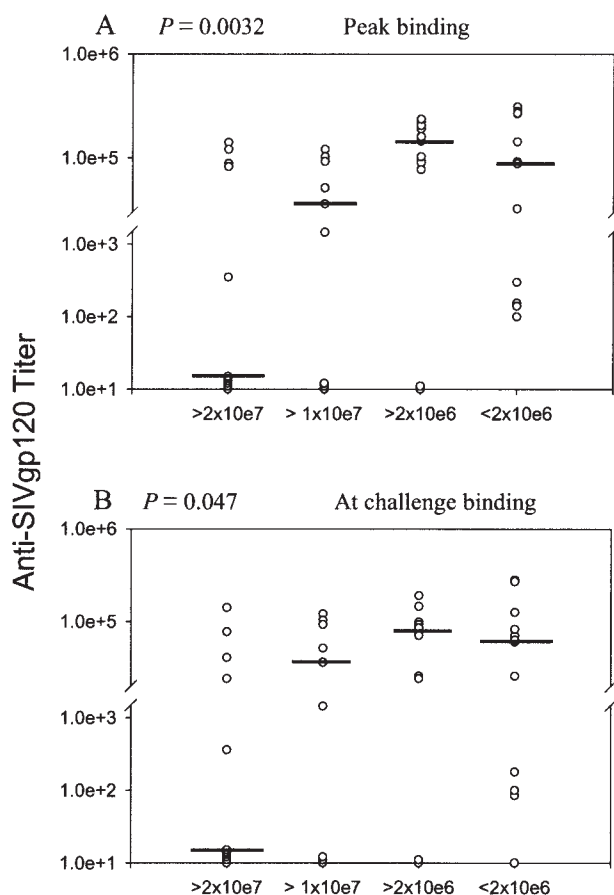 A P = 0.0032 Peak binding
1.0e+6
1.0e+5
1.0e+3
1.0e+2
1.0e+1
>2x10e7 > 1x10e7 >2x10e6 <2x10e6
Anti-SIVgp120 Titer
B P = 0.047 At challenge binding
1.0e+6
1.0e+5
1.0e+3
1.0e+2
1.0e+1
>2x10e7 > 1x10e7 >2x10e6 <2x10e6